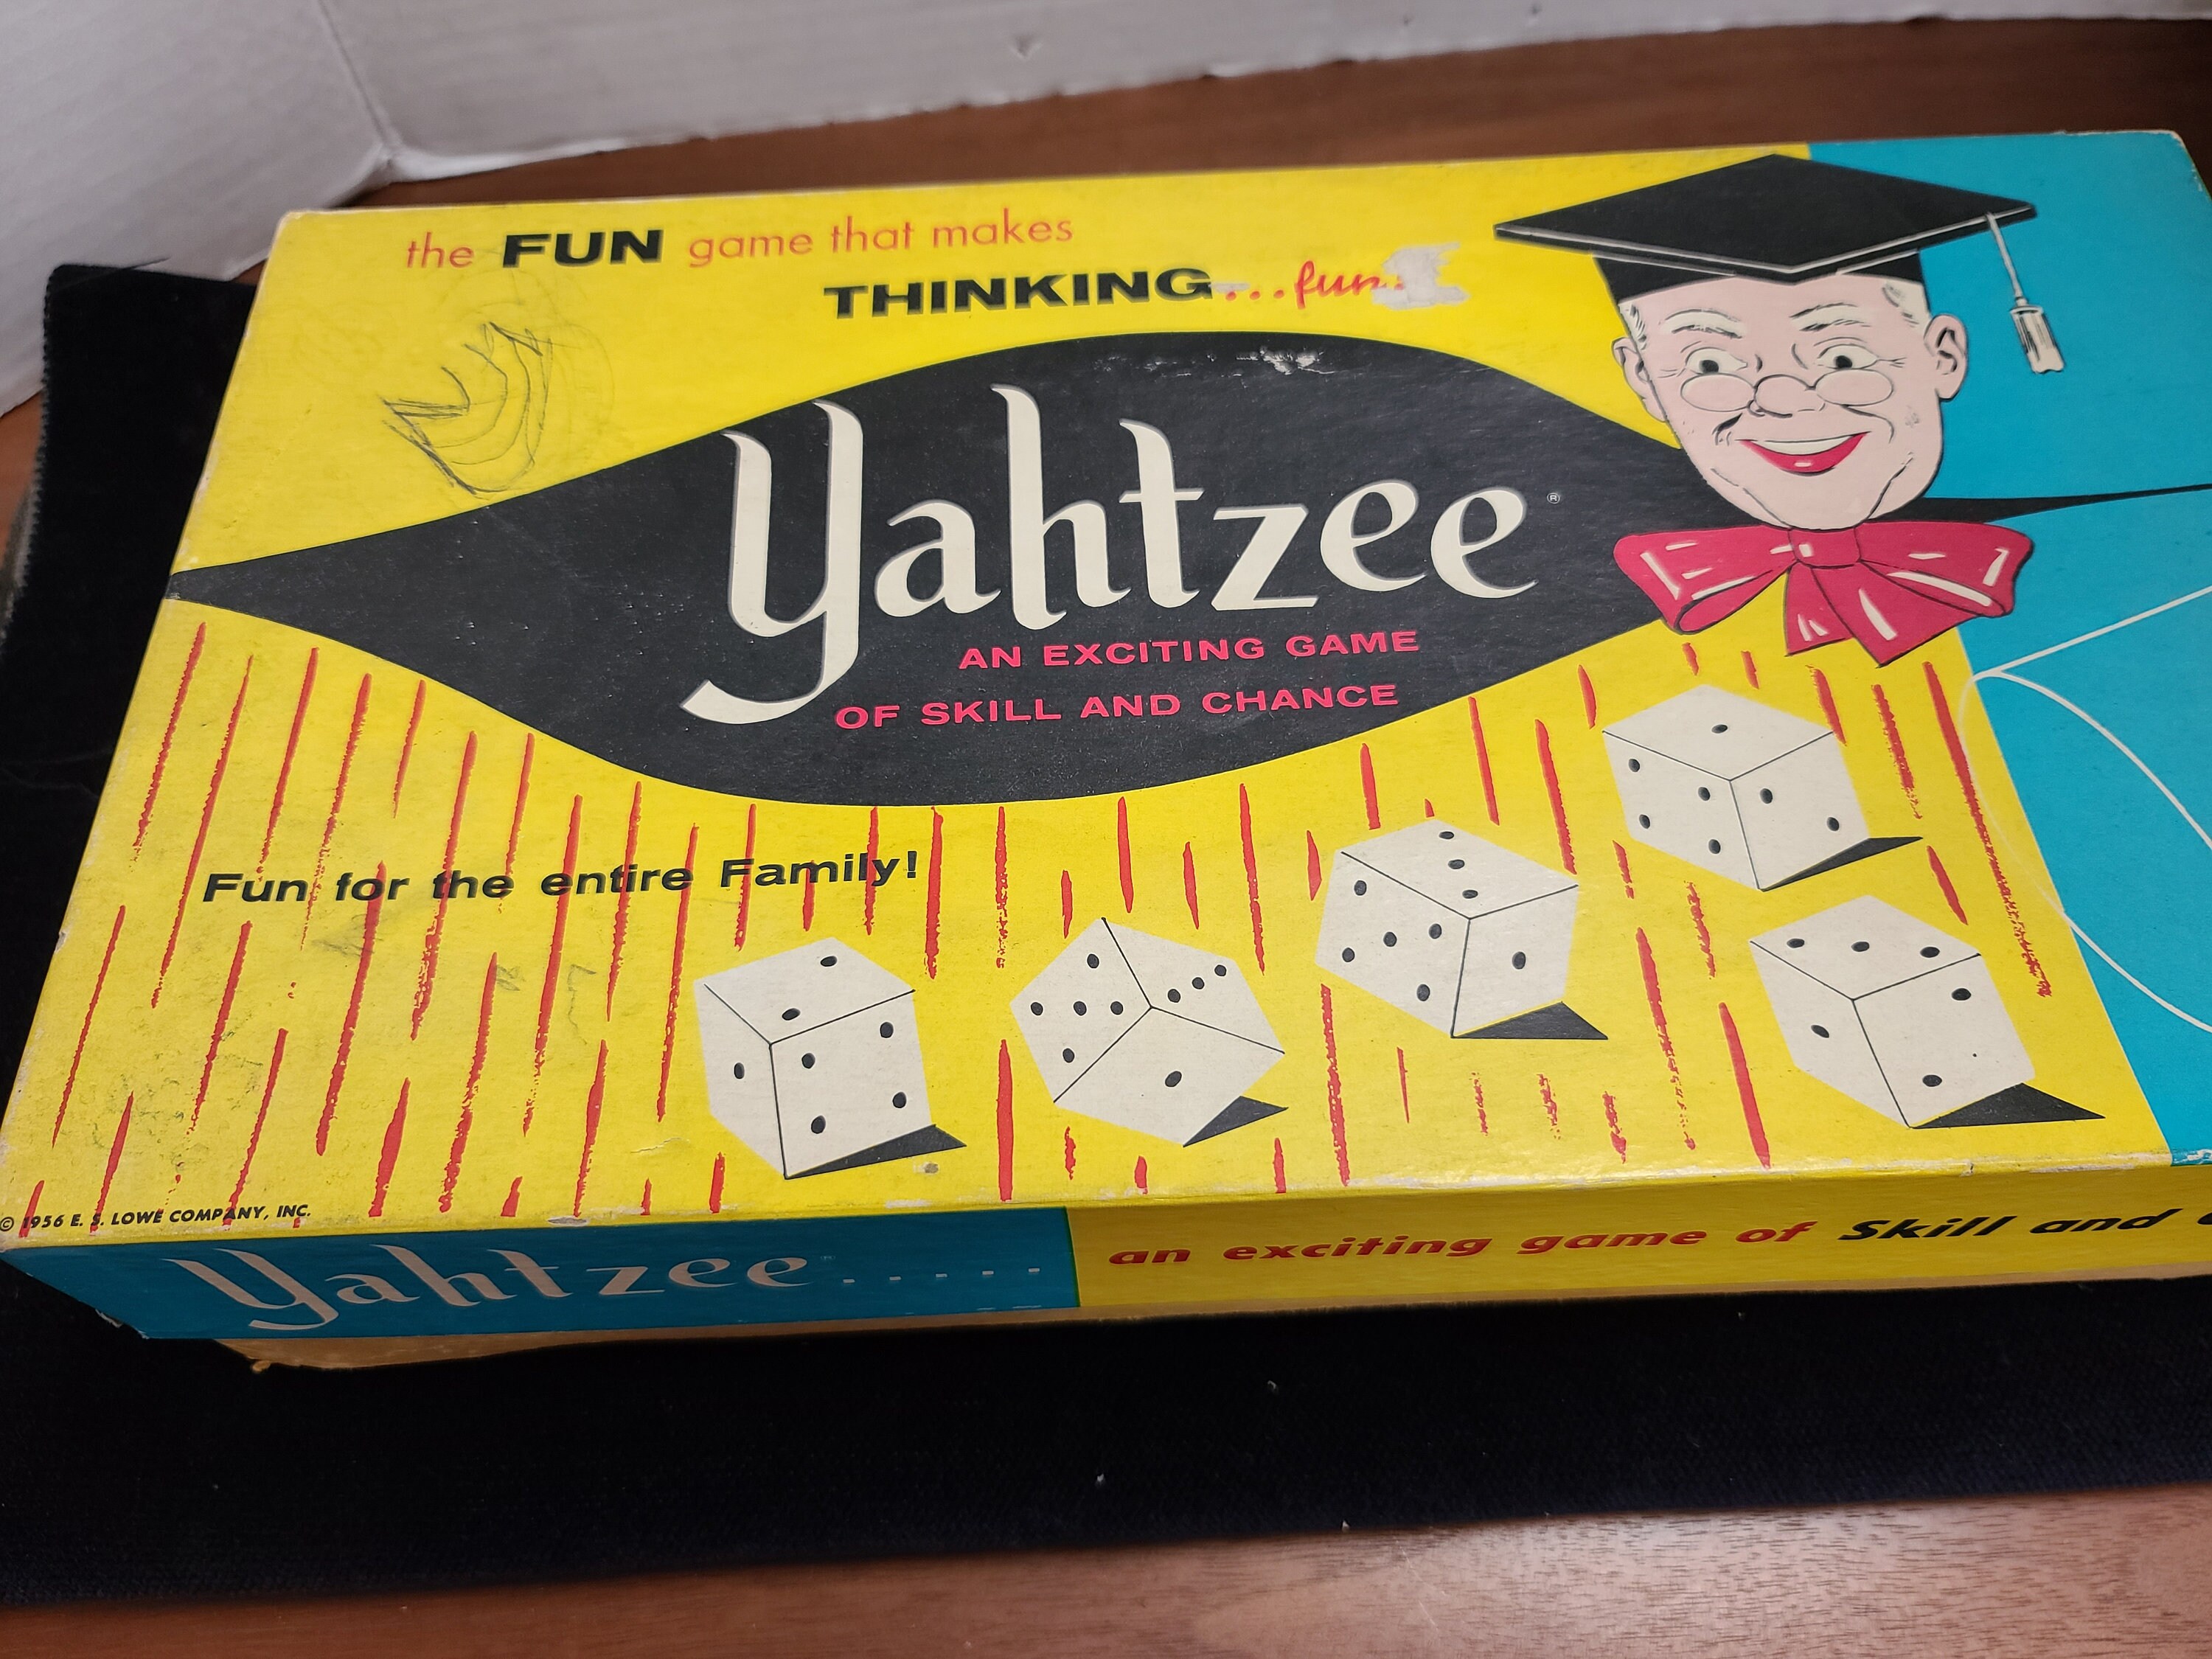 the FUN game that makes
THINKING...fun!
Yahtzee®
AN EXCITING GAME
OF SKILL AND CHANCE
Fun for the entire Family!
© 1956 E. S. LOWE COMPANY, INC.
Yahtzee..... an exciting game of Skill and